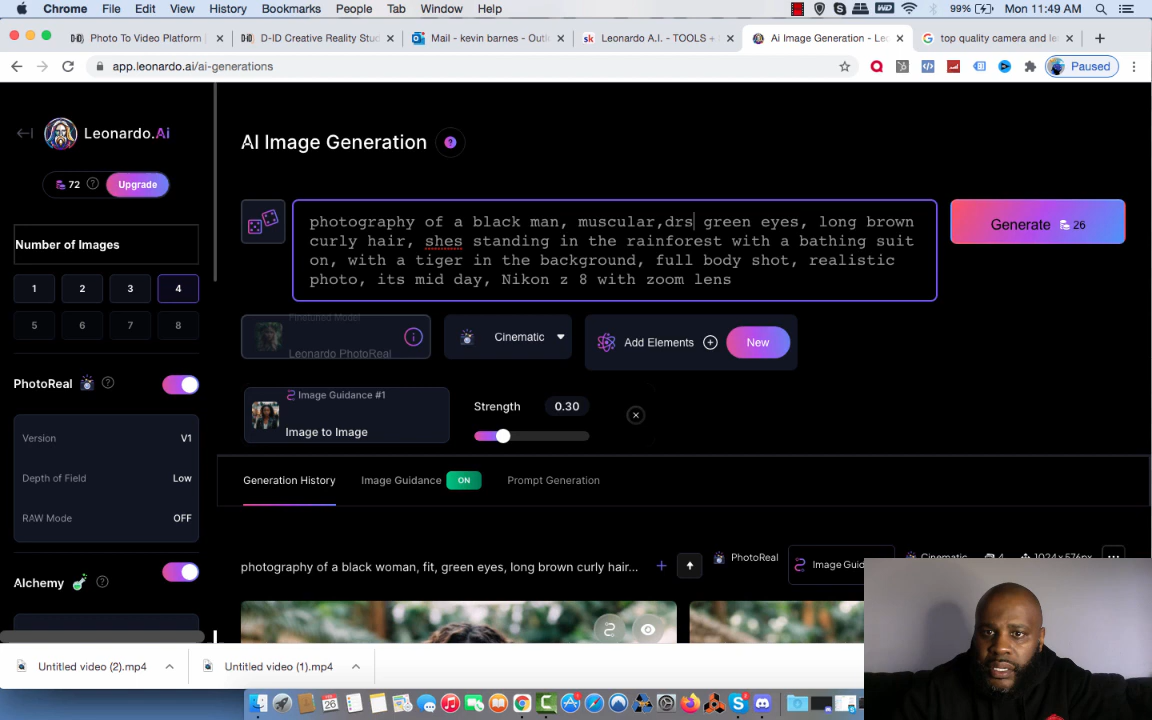 Chrome File Edit View History Bookmarks People Tab Window Help
99% Mon 11:49 AM
Photo To Video Platform
D-ID Creative Reality Stud
Mail - kevin barnes - Outl
Leonardo A.I. - TOOLS +
Ai Image Generation - Leo
top quality camera and le
app.leonardo.ai/ai-generations
Paused
Leonardo.Ai
72 Upgrade
Number of Images
1 2 3 4
5 6 7 8
PhotoReal
Version V1
Depth of Field Low
RAW Mode OFF
Alchemy
AI Image Generation
photography of a black man, muscular,drs green eyes, long brown
curly hair, shes standing in the rainforest with a bathing suit
on, with a tiger in the background, full body shot, realistic
photo, its mid day, Nikon z 8 with zoom lens
Generate 26
Finetuned Model
Leonardo PhotoReal
Cinematic
Add Elements
New
Image Guidance #1
Image to Image
Strength 0.30
Generation History
Image Guidance ON
Prompt Generation
photography of a black woman, fit, green eyes, long brown curly hair...
PhotoReal
Image Guid
Cinematic
4
1024x576px
Untitled video (2).mp4
Untitled video (1).mp4